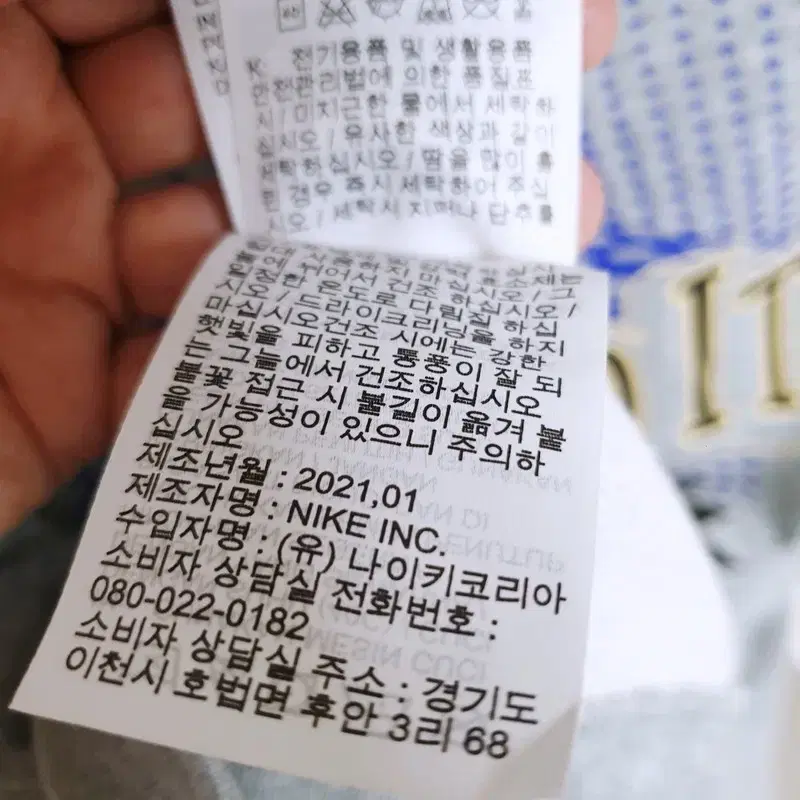 전기용품 및 생활용품
전관리법에 의한 품질표
미지근한 물에서 세탁하
십시오 / 유사한 색상과 같이
세탁하십시오 / 땀을 많이 흘
경우 즉시 세탁하여 주십
시오 / 세탁시 지퍼나 단추를
에 뉘어서 건조 하십시오 / 그
일정한 온도로 다림질 하십
시오 / 드라이크리닝을 하지
마십시오건조 시에는 강한
햇빛을 피하고 통풍이 잘 되
는 그늘에서 건조하십시오
불꽃 접근 시 불길이 옮겨 붙
을 가능성이 있으니 주의하
십시오
제조년월 : 2021,01
제조자명 : NIKE INC.
수입자명 : (유) 나이키코리아
소비자 상담실 전화번호 :
080-022-0182
소비자 상담실 주소 : 경기도
이천시 호법면 후안 3리 68